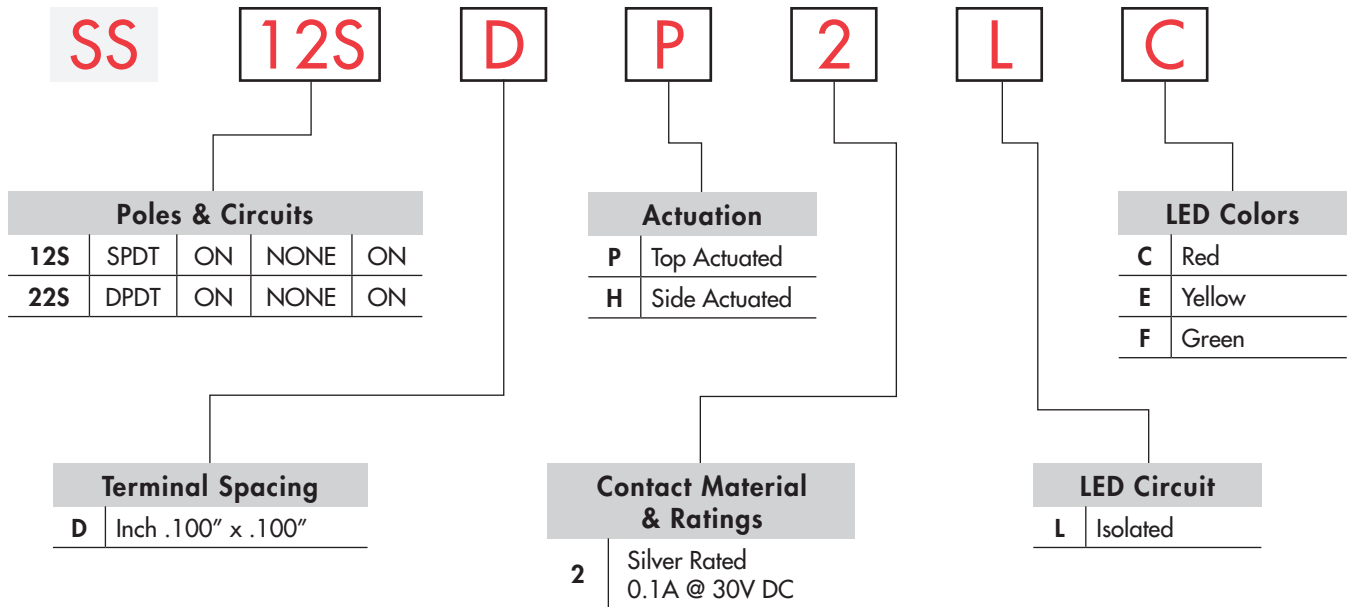 SS 12S D P 2 L C
Poles & Circuits
12S SPDT ON NONE ON
22S DPDT ON NONE ON
Actuation
P Top Actuated
H Side Actuated
LED Colors
C Red
E Yellow
F Green
Terminal Spacing
D Inch .100” x .100”
Contact Material
& Ratings
2 Silver Rated
0.1A @ 30V DC
LED Circuit
L Isolated